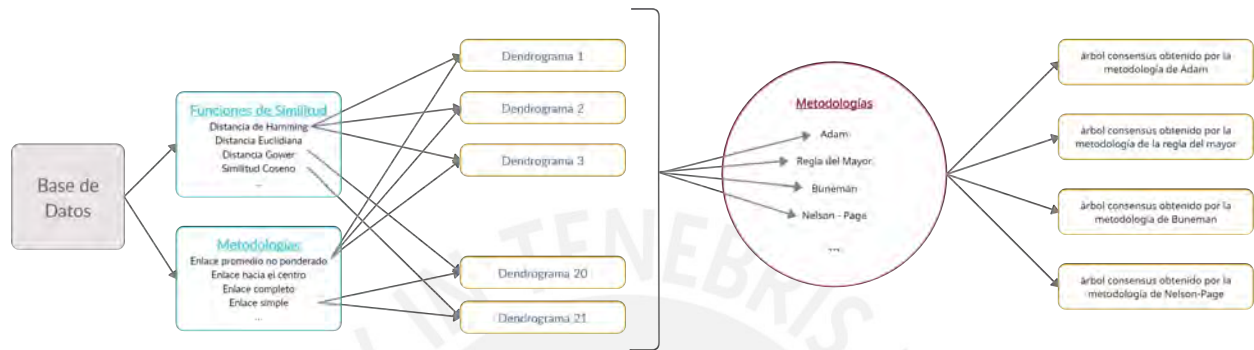 Base de
Datos
Funciones de Similitud
Distancia de Hamming
Distancia Euclidiana
Distancia Gower
Similitud Coseno
...
Metodologías
Enlace promedio no ponderado
Enlace hacia el centro
Enlace completo
Enlace simple
...
Dendrograma 1
Dendrograma 2
Dendrograma 3
Dendrograma 20
Dendrograma 21
Metodologías
Adam
Regla del Mayor
Buneman
Nelson - Page
...
árbol consensus obtenido por la
metodología de Adam
árbol consensus obtenido por la
metodología de la regla del mayor
árbol consensus obtenido por la
metodología de Buneman
árbol consensus obtenido por la
metodología de Nelson-Page
IN TENEBRIS